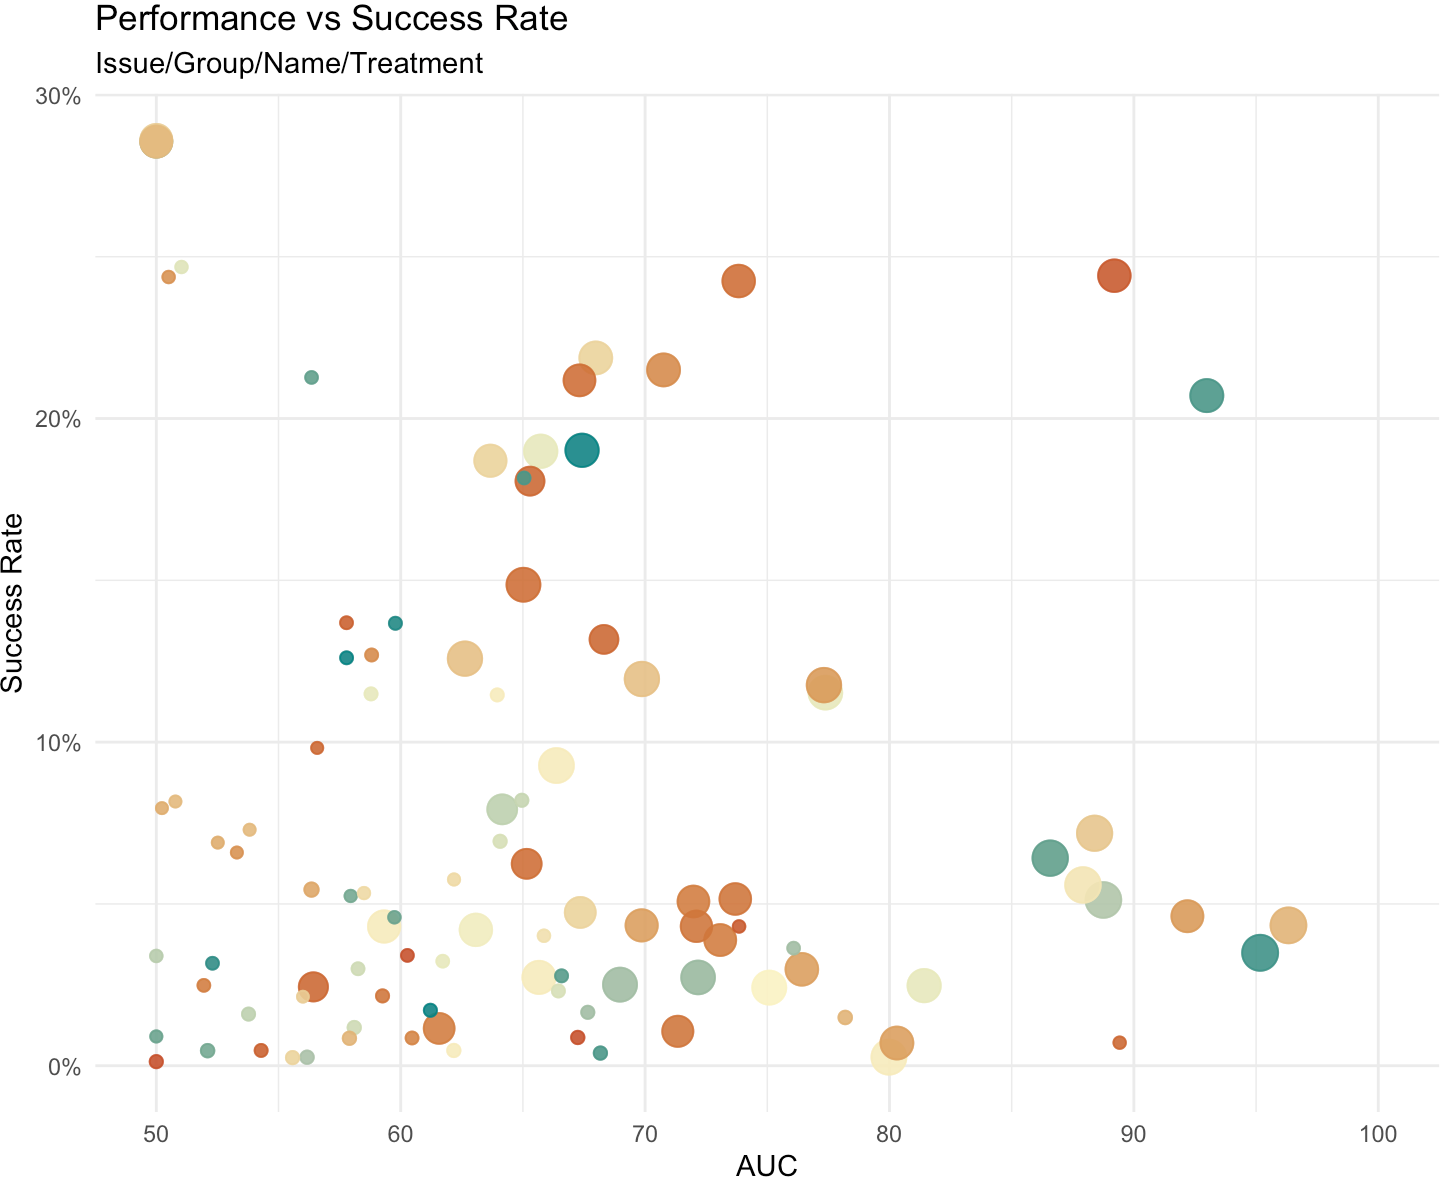 Performance vs Success Rate
Issue/Group/Name/Treatment
30%
20%
10%
0%
Success Rate
50
60
70
80
90
100
AUC